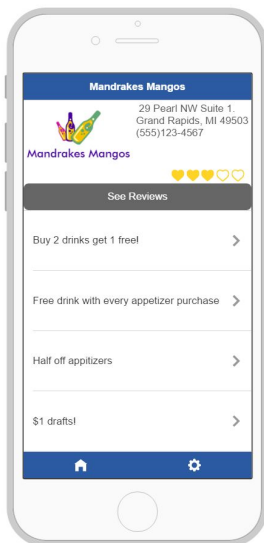 Mandrakes Mangos
29 Pearl NW Suite 1.
Grand Rapids, MI 49503
(555)123-4567
Mandrakes Mangos
See Reviews
Buy 2 drinks get 1 free!
Free drink with every appetizer purchase
Half off appitizers
$1 drafts!